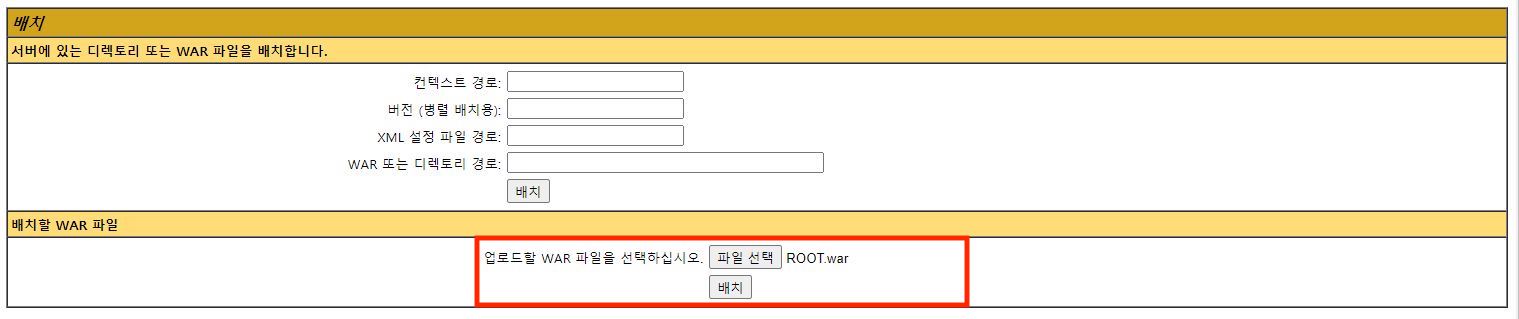 배치
서버에 있는 디렉토리 또는 WAR 파일을 배치합니다.
컨텍스트 경로:
버전 (병렬 배치용):
XML 설정 파일 경로:
WAR 또는 디렉토리 경로:
배치
배치할 WAR 파일
업로드할 WAR 파일을 선택하십시오. 파일 선택 ROOT.war
배치